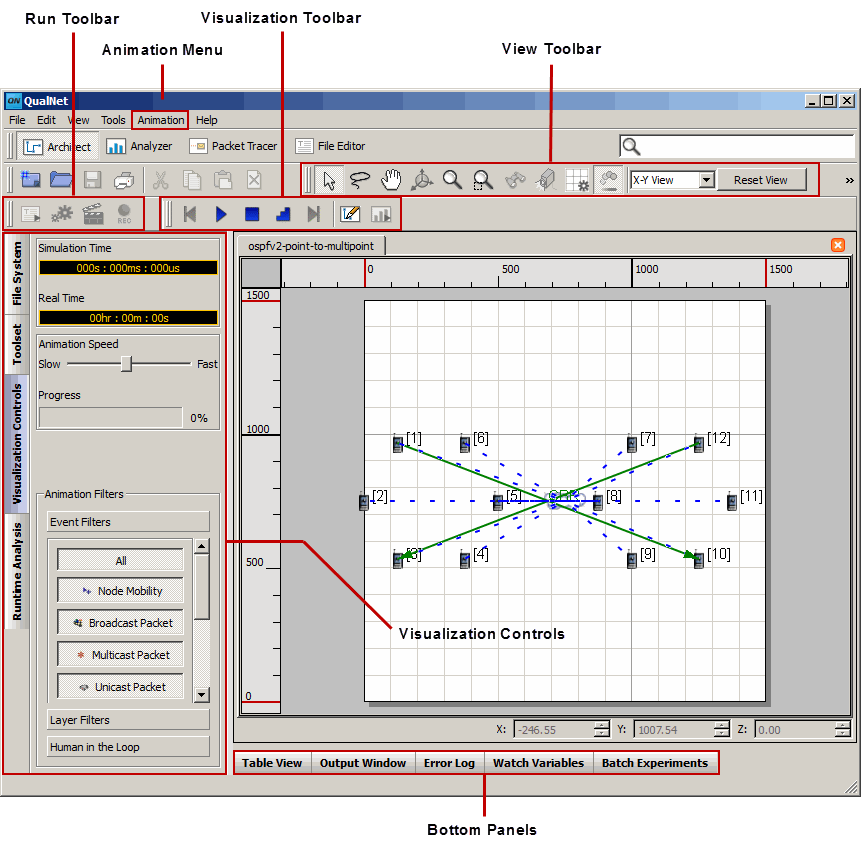 Run Toolbar
Visualization Toolbar
Animation Menu
View Toolbar
QN QualNet
File Edit View Tools Animation Help
Architect Analyzer Packet Tracer File Editor
X-Y View Reset View »
REC
File System
Toolset
Visualization Controls
Runtime Analysis
Simulation Time
000s : 000ms : 000us
Real Time
00hr : 00m : 00s
Animation Speed
Slow Fast
Progress
0%
Animation Filters
Event Filters
All
Node Mobility
Broadcast Packet
Multicast Packet
Unicast Packet
Layer Filters
Human in the Loop
ospfv2-point-to-multipoint
0 500 1000 1500
1500
1000
500
0
[1] [6] [7] [12]
[2] [5] CBR [8] [11]
[3] [4] [9] [10]
Visualization Controls
X: -246.55 Y: 1007.54 Z: 0.00
Table View Output Window Error Log Watch Variables Batch Experiments
Bottom Panels